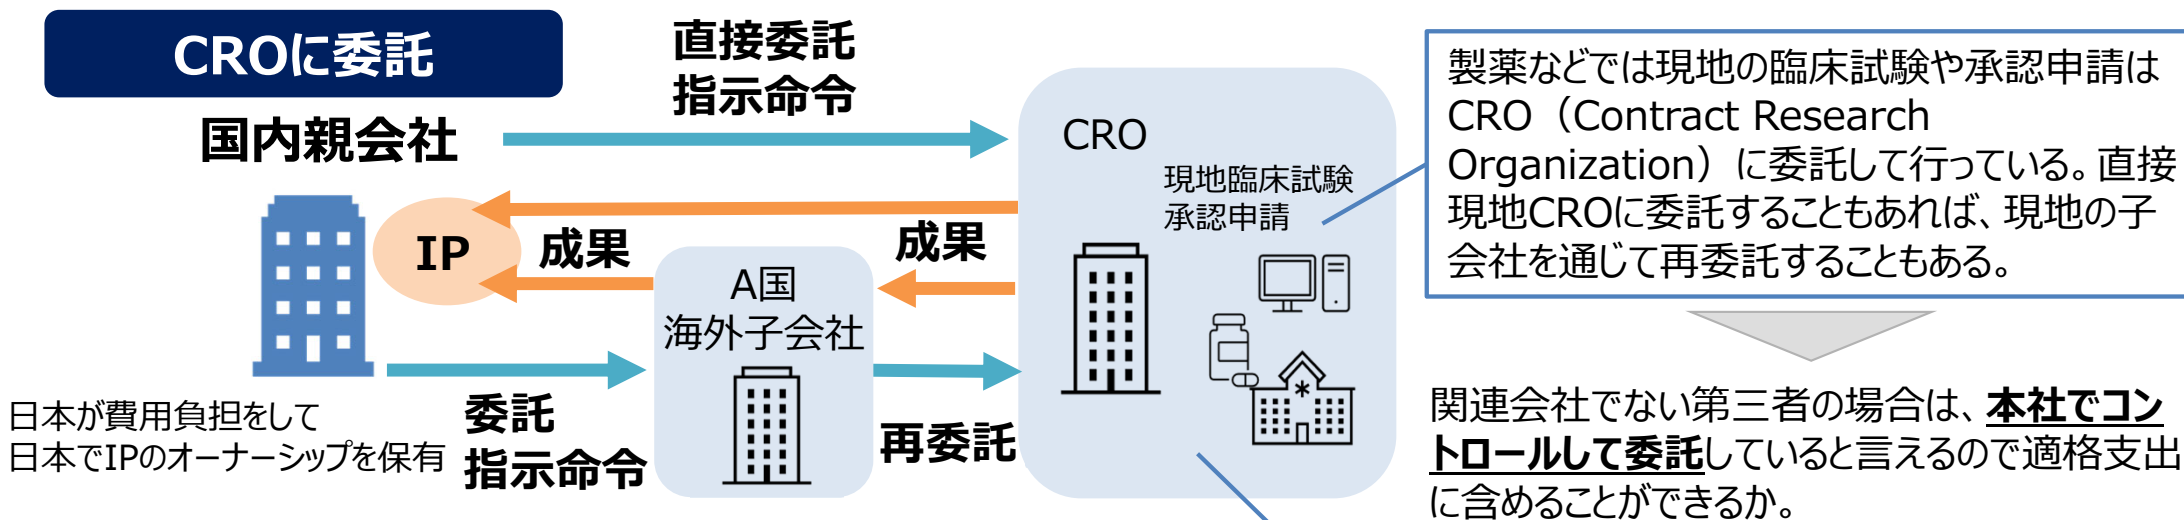 CROに委託
国内親会社
直接委託
指示命令
CRO
現地臨床試験
承認申請
IP
成果
成果
A国
海外子会社
日本が費用負担をして
日本でIPのオーナーシップを保有
委託
指示命令
再委託
製薬などでは現地の臨床試験や承認申請は
CRO（Contract Research
Organization）に委託して行っている。直接
現地CROに委託することもあれば、現地の子
会社を通じて再委託することもある。
関連会社でない第三者の場合は、本社でコン
トロールして委託していると言えるので適格支出
に含めることができるか。